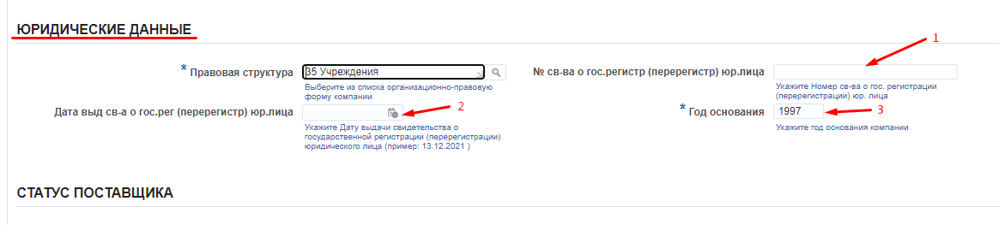 ЮРИДИЧЕСКИЕ ДАННЫЕ
1
* Правовая структура 35 Учреждения № св-ва о гос.регистр (перерегистр) юр.лица
Выберите из списка организационно-правовую
форму компании
Укажите Номер св-ва о гос. регистрации
(перерегистрации) юр. лица
Дата выд св-а о гос.рег (перерегистр) юр.лица 2 * Год основания 1997 3
Укажите Дату выдачи свидетельства о
государственной регистрации (перерегистрации)
юридического лица (пример: 13.12.2021 )
Укажите год основания компании
СТАТУС ПОСТАВЩИКА